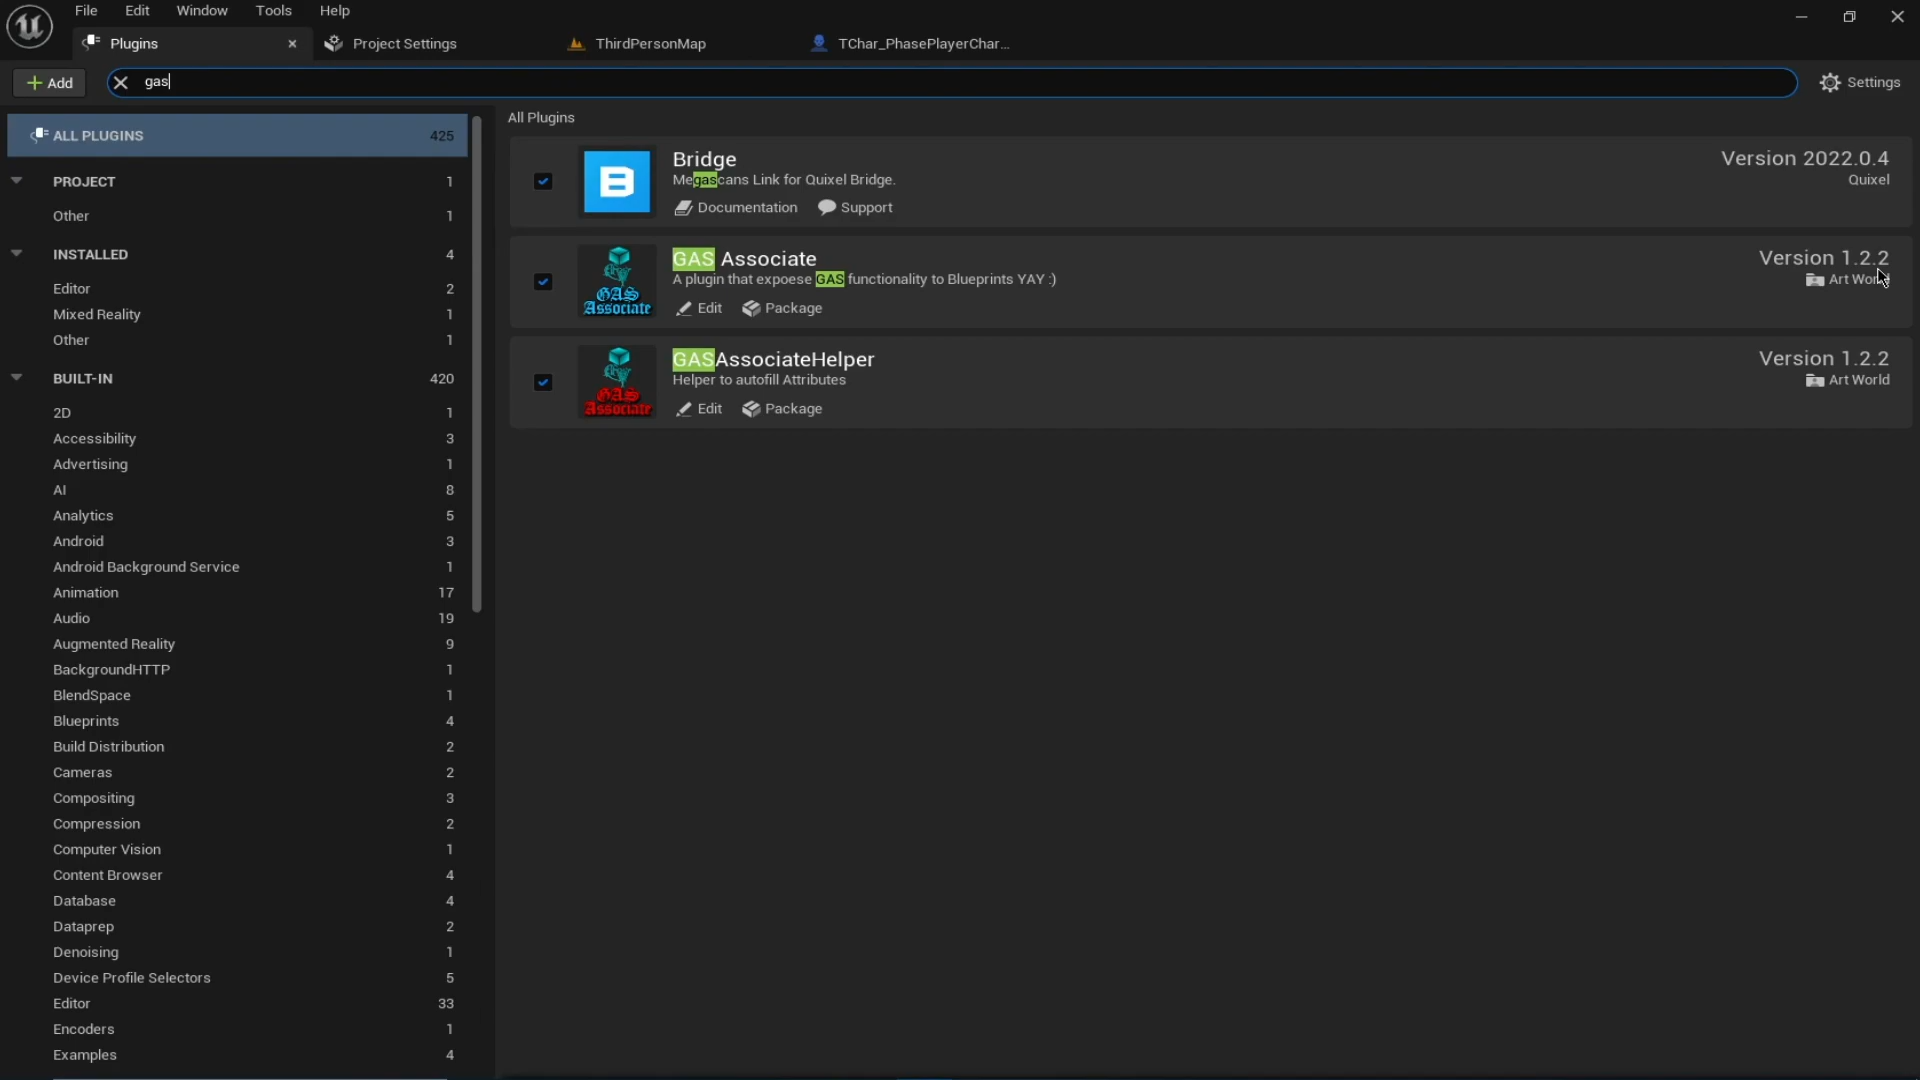 File Edit Window Tools Help
Plugins Project Settings ThirdPersonMap TChar_PhasePlayerChar...
Add gas Settings
ALL PLUGINS 425
PROJECT 1
Other 1
INSTALLED 4
Editor 2
Mixed Reality 1
Other 1
BUILT-IN 420
2D 1
Accessibility 3
Advertising 1
AI 8
Analytics 5
Android 3
Android Background Service 1
Animation 17
Audio 19
Augmented Reality 9
BackgroundHTTP 1
BlendSpace 1
Blueprints 4
Build Distribution 2
Cameras 2
Compositing 3
Compression 2
Computer Vision 1
Content Browser 4
Database 4
Dataprep 2
Denoising 1
Device Profile Selectors 5
Editor 33
Encoders 1
Examples 4
All Plugins
Bridge Version 2022.0.4
Megascans Link for Quixel Bridge. Quixel
Documentation Support
GAS Associate Version 1.2.2
A plugin that expoese GAS functionality to Blueprints YAY :) Art World
Edit Package
GAS Associate
GASAssociateHelper Version 1.2.2
Helper to autofill Attributes Art World
Edit Package
GAS Associate